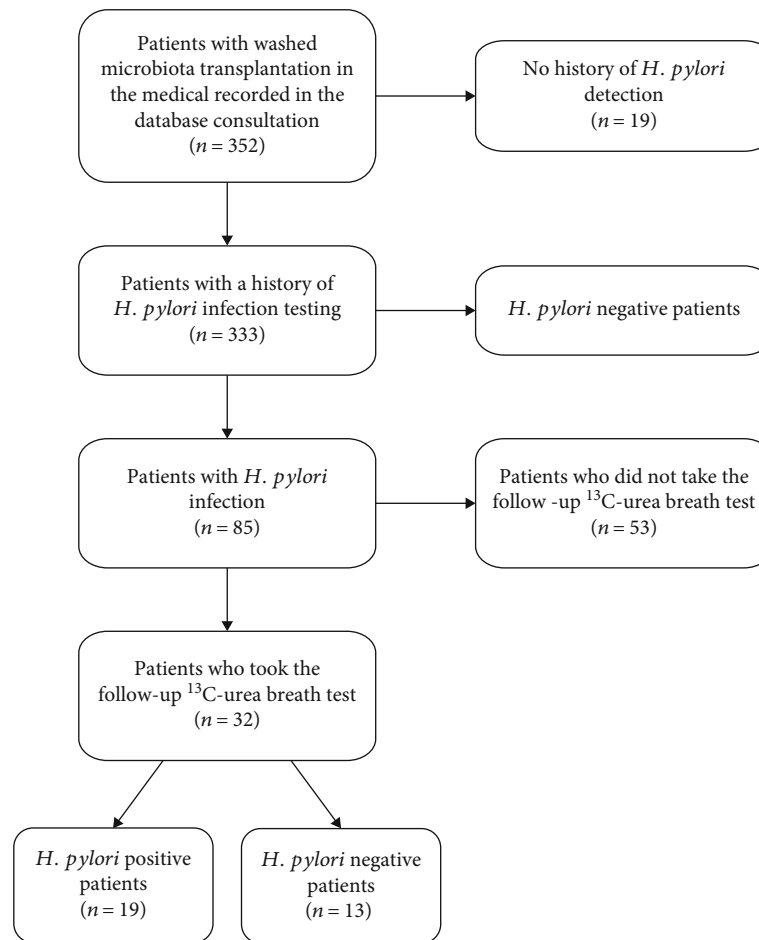 Patients with washed
microbiota transplantation in
the medical recorded in the
database consultation
(n = 352)
No history of H. pylori
detection
(n = 19)
Patients with a history of
H. pylori infection testing
(n = 333)
H. pylori negative patients
Patients with H. pylori
infection
(n = 85)
Patients who did not take the
follow -up ¹³C-urea breath test
(n = 53)
Patients who took the
follow-up ¹³C-urea breath test
(n = 32)
H. pylori positive
patients
(n = 19)
H. pylori negative
patients
(n = 13)